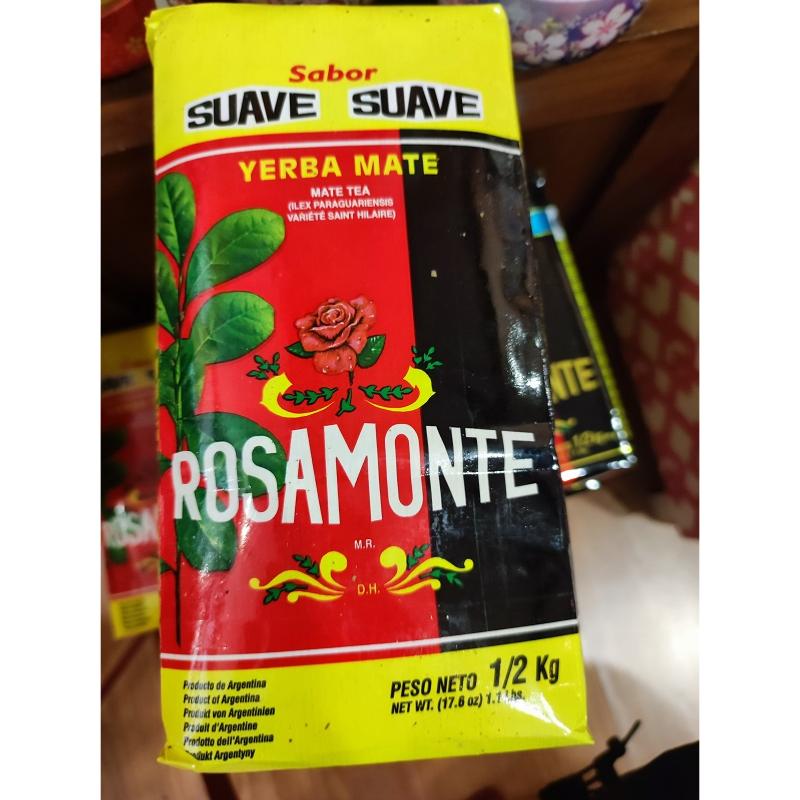 Sabor
SUAVE SUAVE
YERBA MATE
MATE TEA
(ILEX PARAGUARIENSIS
VARIÉTÉ SAINT HILAIRE)
ROSAMONTE
M.R.
D.H.
Producto de Argentina
Product of Argentina
Produkt von Argentinien
Produit d'Argentine
Prodotto dell'Argentina
Produkt Argentyny
PESO NETO 1/2 Kg
NET WT. (17.6 oz) 1.1 Lbs.
NTE
ROSA